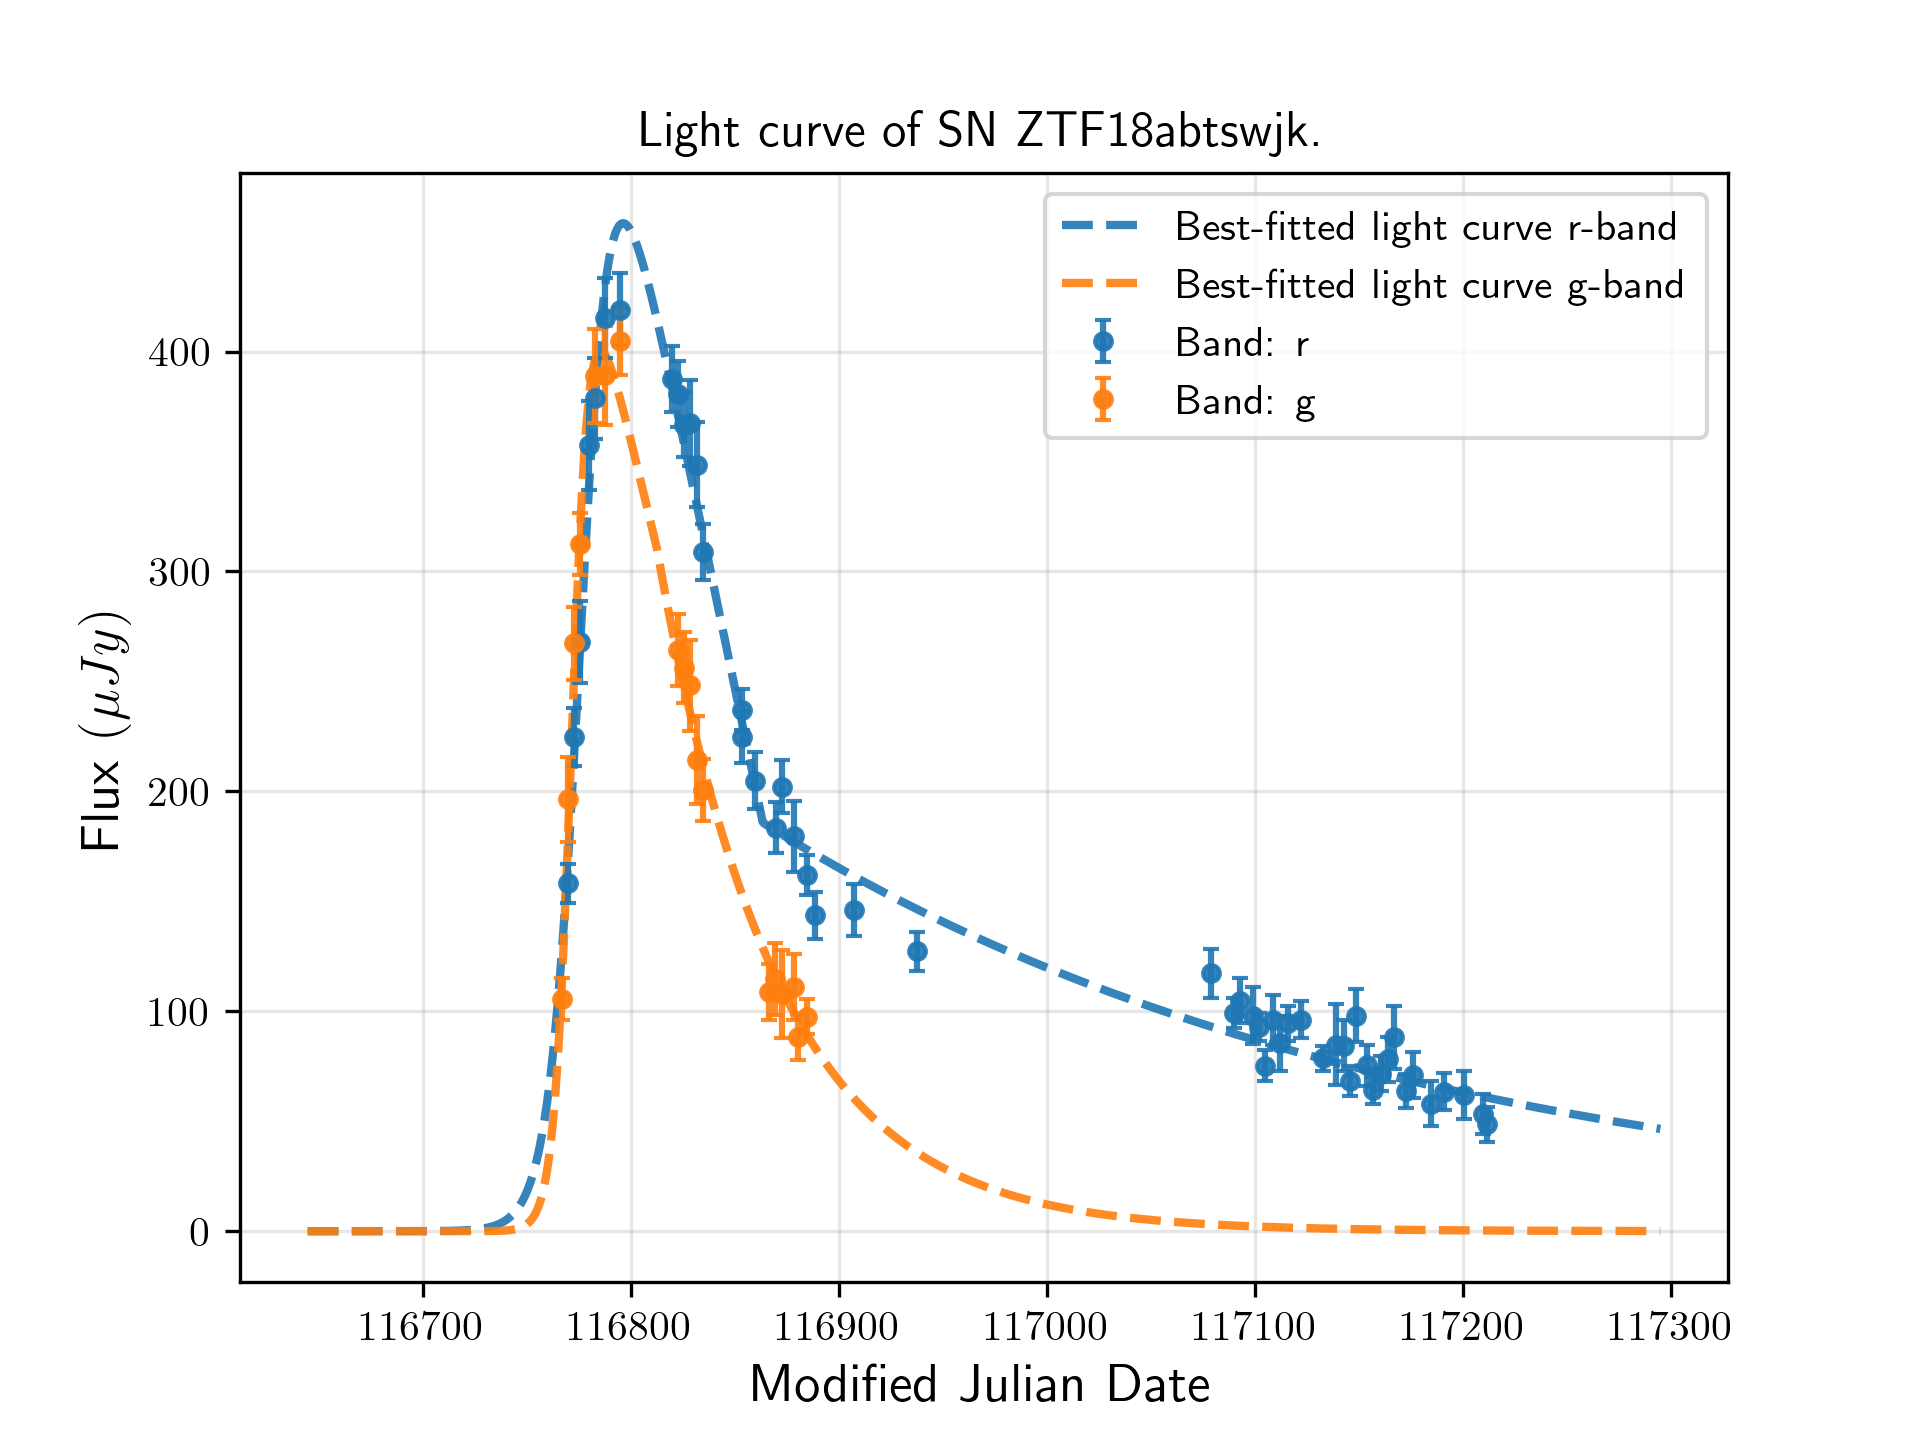 Light curve of SN ZTF18abtswjk.
Best-fitted light curve r-band
Best-fitted light curve g-band
Band: r
Band: g
400
300
200
100
0
Flux (μJy)
116700 116800 116900 117000 117100 117200 117300
Modified Julian Date